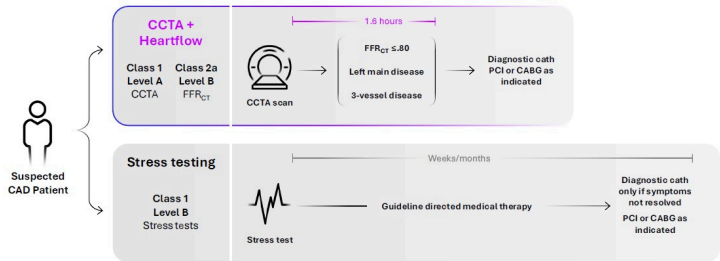 Suspected
CAD Patient
CCTA +
Heartflow
Class 1
Level A
CCTA
Class 2a
Level B
FFRCT
CCTA scan
1.6 hours
FFRCT ≤.80
Left main disease
3-vessel disease
Diagnostic cath
PCI or CABG as
indicated
Stress testing
Class 1
Level B
Stress tests
Stress test
Weeks/months
Guideline directed medical therapy
Diagnostic cath
only if symptoms
not resolved
PCI or CABG as
indicated